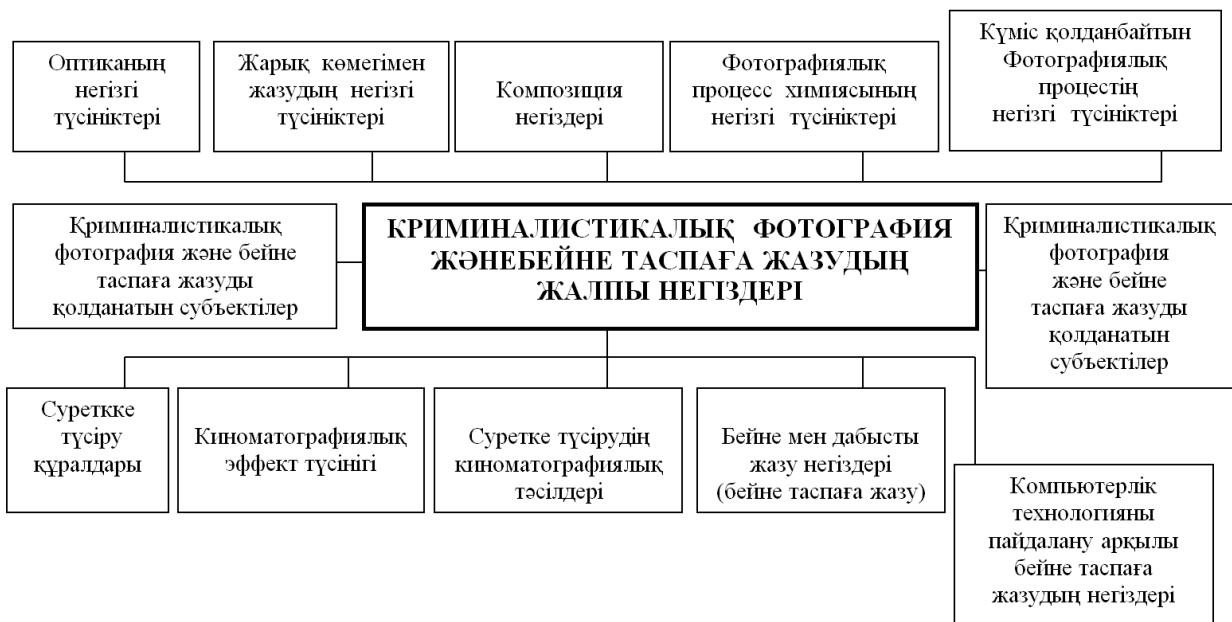 Оптиканың
негізгі
түсініктері
Жарық көмегімен
жазудың негізгі
түсініктері
Композиция
негіздері
Фотографиялық
процесс химиясының
негізгі түсініктері
Күміс қолданбайтын
Фотографиялық
процестің
негізгі түсініктері
Қриминалистикалық
фотография және бейне
таспаға жазуды
қолданатын субъектілер
КРИМИНАЛИСТИКАЛЫҚ ФОТОГРАФИЯ
ЖӘНЕБЕЙНЕ ТАСПАҒА ЖАЗУДЫҢ
ЖАЛПЫ НЕГІЗДЕРІ
Қриминалистикалық
фотография
және бейне
таспаға жазуды
қолданатын
субъектілер
Суреткке
түсіру
құралдары
Киноматографиялық
эффект түсінігі
Суретке түсірудің
киноматографиялық
тәсілдері
Бейне мен дабысты
жазу негіздері
(бейне таспаға жазу)
Компьютерлік
технологияны
пайдалану арқылы
бейне таспаға
жазудың негіздері